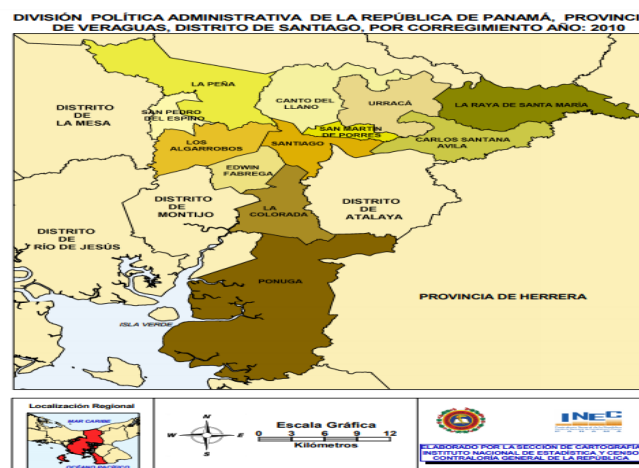 DIVISIÓN POLÍTICA ADMINISTRATIVA DE LA REPÚBLICA DE PANAMÁ, PROVINCI
DE VERAGUAS, DISTRITO DE SANTIAGO, POR CORREGIMIENTO AÑO: 2010
LA PEÑA
DISTRITO
DE
LA MESA
SAN PEDRO
DEL ESPINO
CANTO DEL
LLANO
URRACÁ
LA RAYA DE SANTA MARÍA
LOS
ALGARROBOS
SANTIAGO
SAN MARTÍN
DE PORRES
CARLOS SANTANA
AVILA
EDWIN
FABREGA
DISTRITO
DE
MONTIJO
LA
COLORADA
DISTRITO
DE
ATALAYA
DISTRITO
DE
RÍO DE JESÚS
PONUGA
PROVINCIA DE HERRERA
ISLA VERDE
Localización Regional
MAR CARIBE
OCÉANO PACÍFICO
N
W
E
S
Escala Gráfica
0 3 6 9 12
Kilómetros
INEC
ELABORADO POR LA SECCIÓN DE CARTOGRAFÍA
INSTITUTO NACIONAL DE ESTADÍSTICA Y CENSO
CONTRALORÍA GENERAL DE LA REPÚBLICA